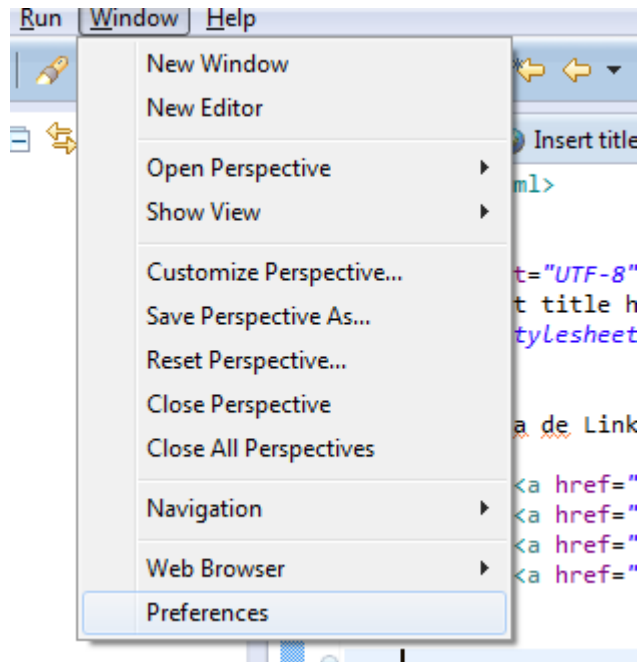 Run Window Help
New Window
New Editor
Insert title
Open Perspective
ml>
Show View
Customize Perspective...
t="UTF-8"
t title h
Save Perspective As...
tylesheet
Reset Perspective...
Close Perspective
a de Link
Close All Perspectives
<a href="
Navigation
<a href="
<a href="
Web Browser
<a href="
Preferences